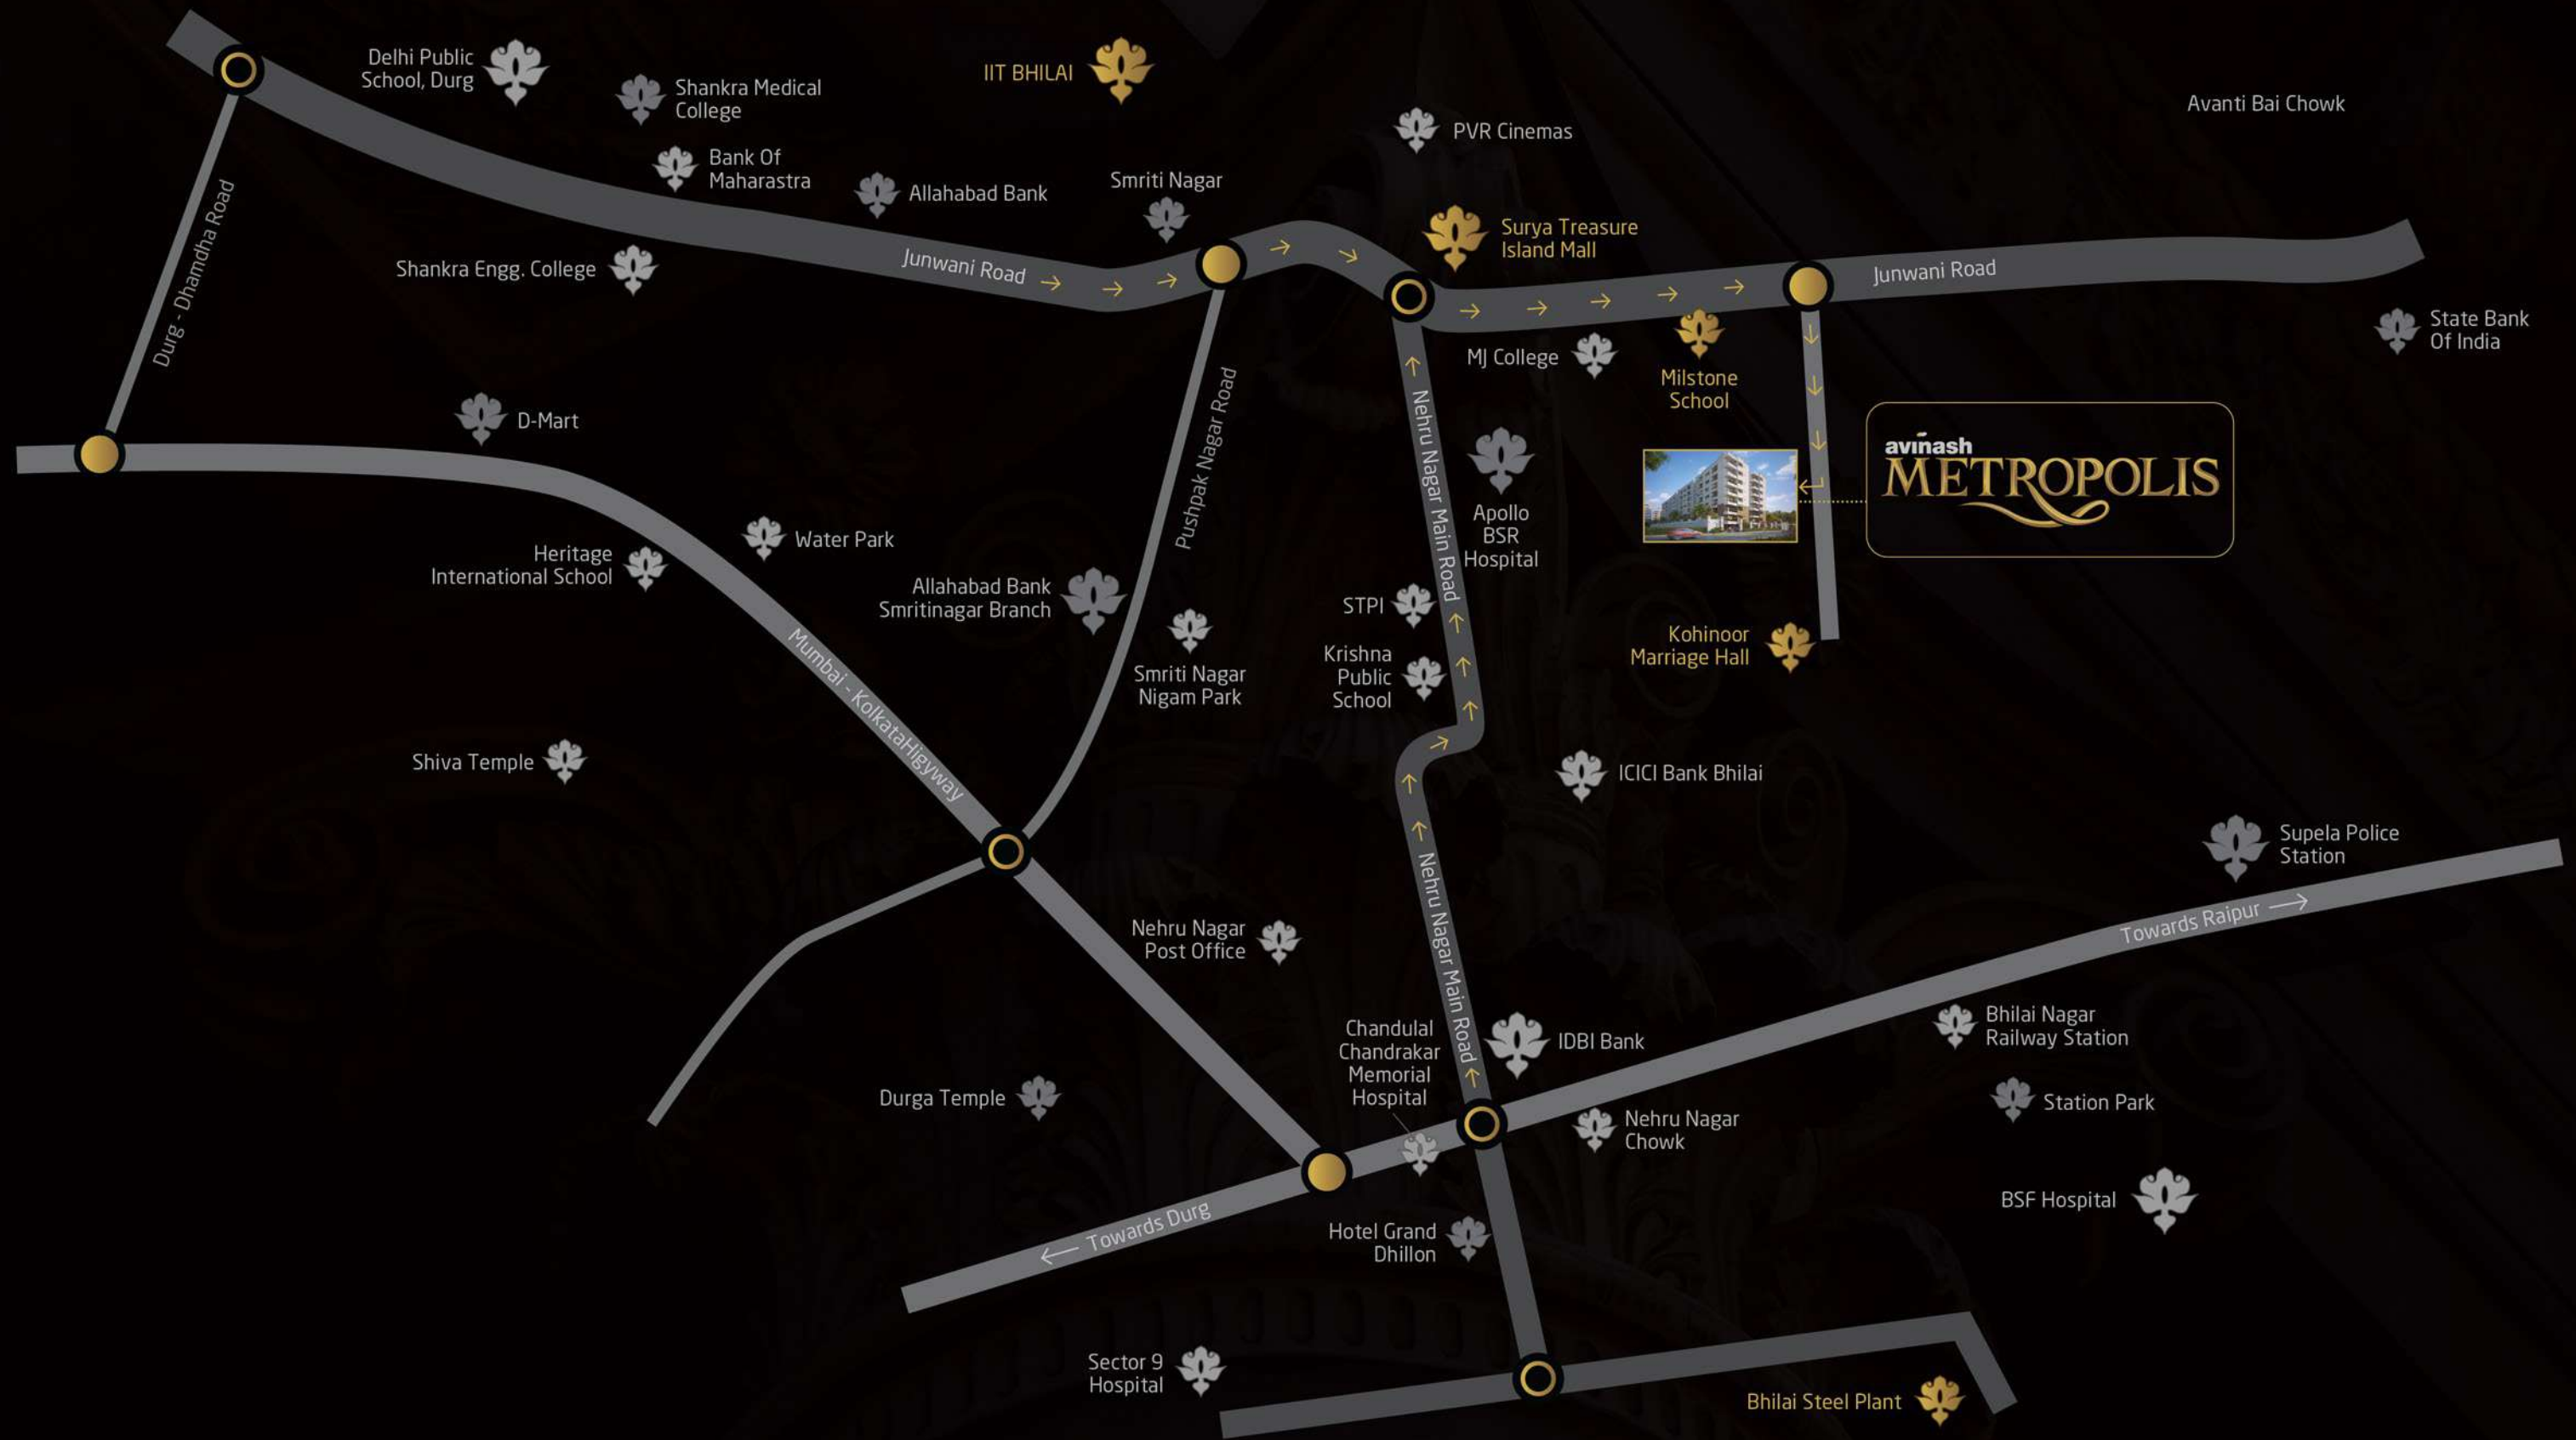 Delhi Public
School, Durg
Shankra Medical
College
IIT BHILAI
Avanti Bai Chowk
PVR Cinemas
Bank Of
Maharastra
Allahabad Bank
Smriti Nagar
Surya Treasure
Island Mall
Durg - Dhamdha Road
Shankra Engg. College
Junwani Road
Junwani Road
State Bank
Of India
MJ College
Milstone
School
D-Mart
Pushpak Nagar Road
Nehru Nagar Main Road
avinash
METROPOLIS
Apollo
BSR
Hospital
Water Park
Heritage
International School
Allahabad Bank
Smritinagar Branch
STPI
Krishna
Public
School
Kohinoor
Marriage Hall
Smriti Nagar
Nigam Park
Mumbai - KolkataHigyway
Shiva Temple
ICICI Bank Bhilai
Supela Police
Station
Towards Raipur
Nehru Nagar
Post Office
Nehru Nagar Main Road
Chandulal
Chandrakar
Memorial
Hospital
IDBI Bank
Bhilai Nagar
Railway Station
Durga Temple
Station Park
Nehru Nagar
Chowk
BSF Hospital
Towards Durg
Hotel Grand
Dhillon
Sector 9
Hospital
Bhilai Steel Plant